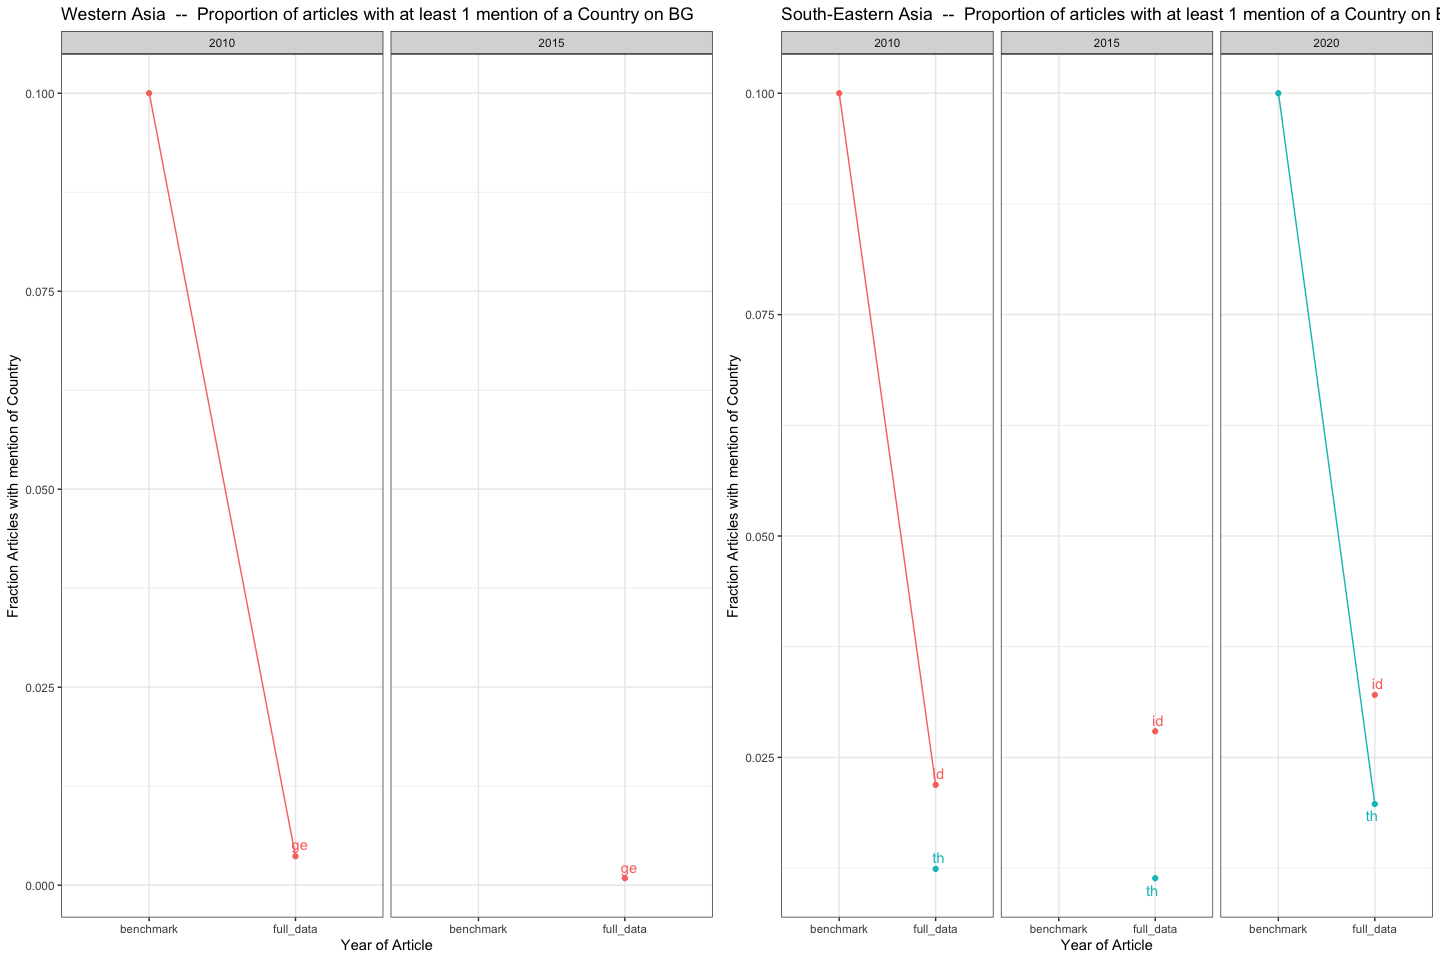 Western Asia  --  Proportion of articles with at least 1 mention of a Country on BG
2010
2015
Fraction Articles with mention of Country
0.100
0.075
0.050
0.025
0.000
ge
ge
benchmark
full_data
benchmark
full_data
Year of Article
South-Eastern Asia  --  Proportion of articles with at least 1 mention of a Country on
2010
2015
2020
Fraction Articles with mention of Country
0.100
0.075
0.050
0.025
id
th
id
th
id
th
benchmark
full_data
benchmark
full_data
benchmark
full_data
Year of Article